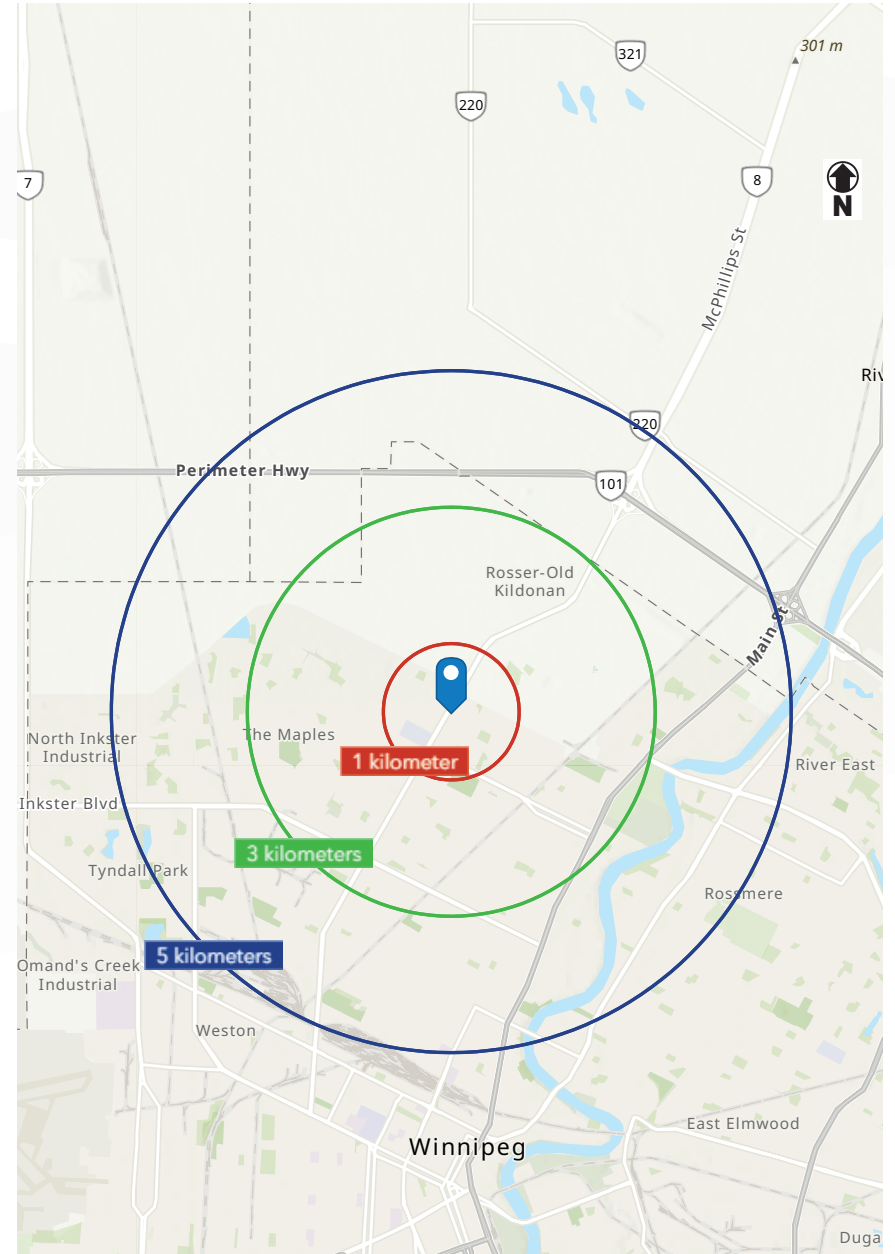 301 m
321
220
7
8
N
McPhillips St
Riv
220
Perimeter Hwy
101
Rosser-Old
Kildonan
Main St
The Maples
North Inkster
Industrial
1 kilometer
River East
Inkster Blvd
3 kilometers
Tyndall Park
Rossmere
5 kilometers
Omand's Creek
Industrial
Weston
East Elmwood
Winnipeg
Duga